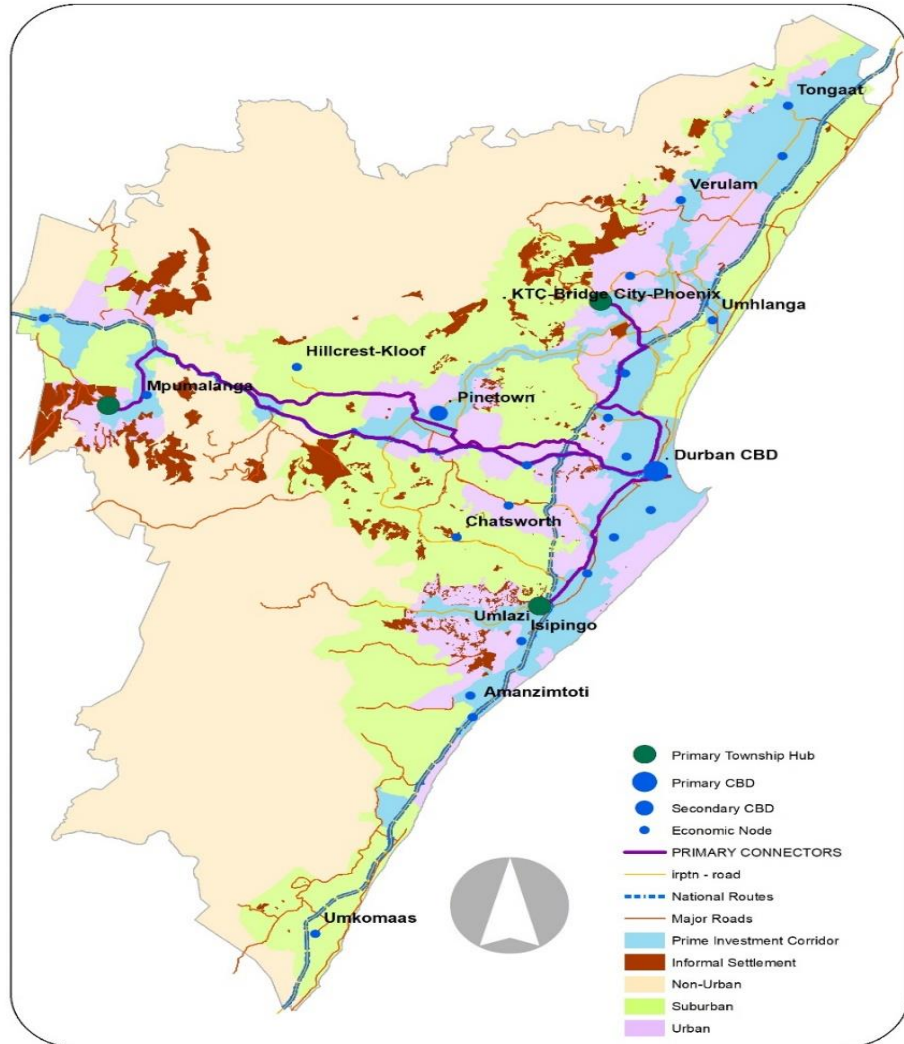 Tongaat
Verulam
KTC-Bridge City-Phoenix
Umhlanga
Hillcrest-Kloof
Mpumalanga
Pinetown
Durban CBD
Chatsworth
Umlazi
Isipingo
Amanzimtoti
Umkomaas
Primary Township Hub
Primary CBD
Secondary CBD
Economic Node
PRIMARY CONNECTORS
irptn - road
National Routes
Major Roads
Prime Investment Corridor
Informal Settlement
Non-Urban
Suburban
Urban